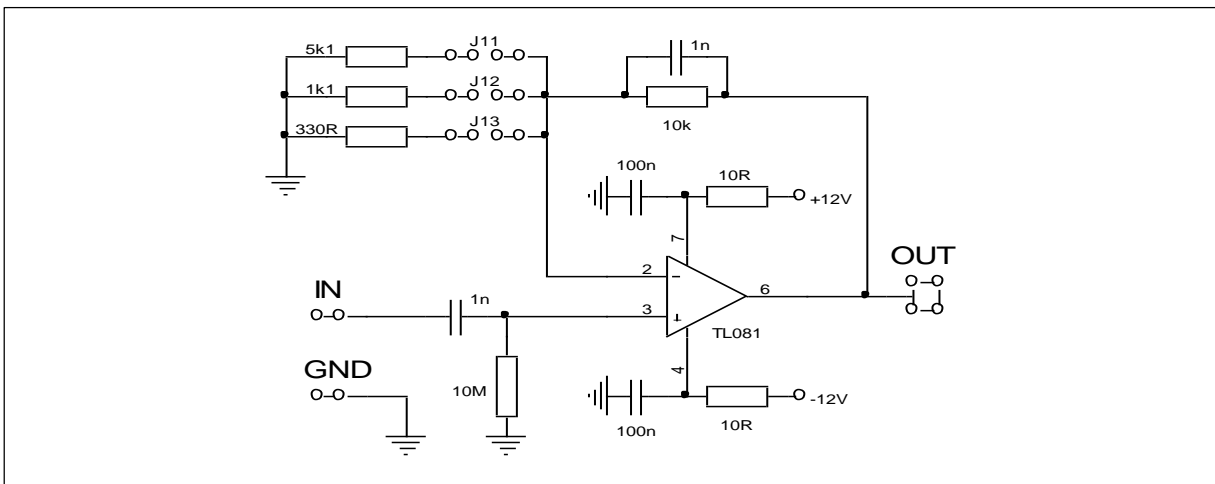 5k1
J11
1n
1k1
J12
10k
330R
J13
100n
10R
+12V
7
OUT
2
-
6
IN
1n
3
+
TL081
GND
10M
4
-12V
100n
10R